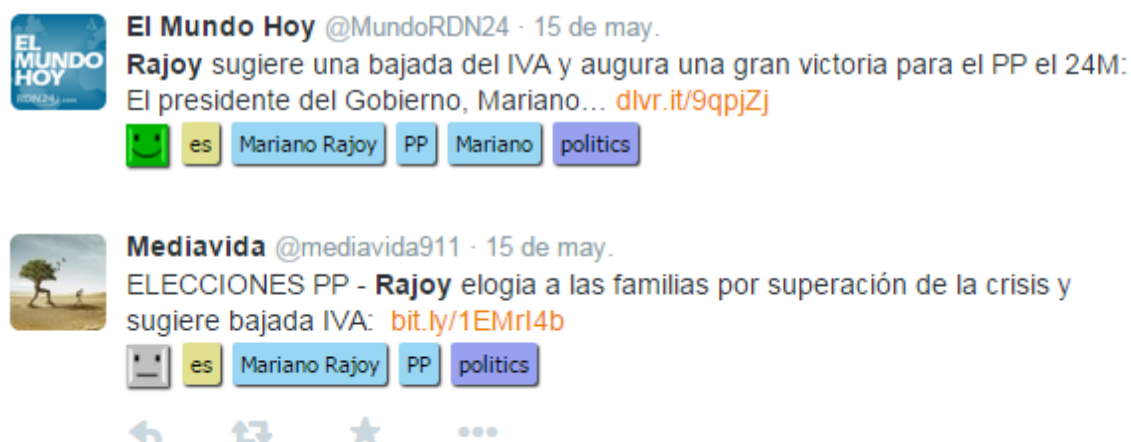 EL
MUNDO
HOY
RDN24h.com
El Mundo Hoy @MundoRDN24 · 15 de may.
Rajoy sugiere una bajada del IVA y augura una gran victoria para el PP el 24M:
El presidente del Gobierno, Mariano... dlvr.it/9qpjZj
es Mariano Rajoy PP Mariano politics
Mediavida @mediavida911 · 15 de may.
ELECCIONES PP - Rajoy elogia a las familias por superación de la crisis y
sugiere bajada IVA: bit.ly/1EMrI4b
es Mariano Rajoy PP politics